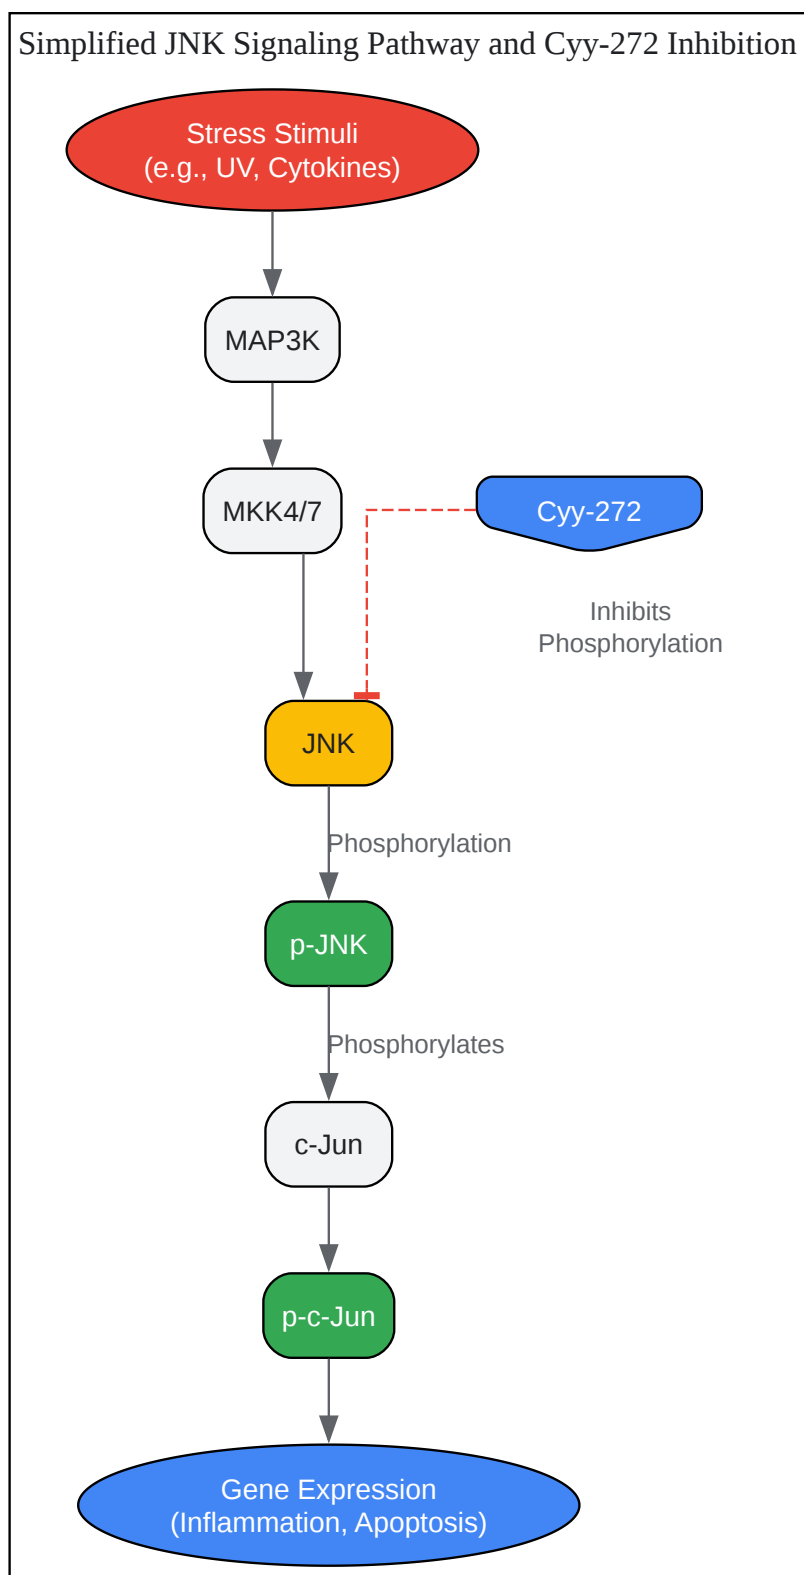 Simplified JNK Signaling Pathway and Cyy-272 Inhibition
Stress Stimuli
(e.g., UV, Cytokines)
MAP3K
MKK4/7
Cyy-272
Inhibits
Phosphorylation
JNK
Phosphorylation
p-JNK
Phosphorylates
c-Jun
p-c-Jun
Gene Expression
(Inflammation, Apoptosis)